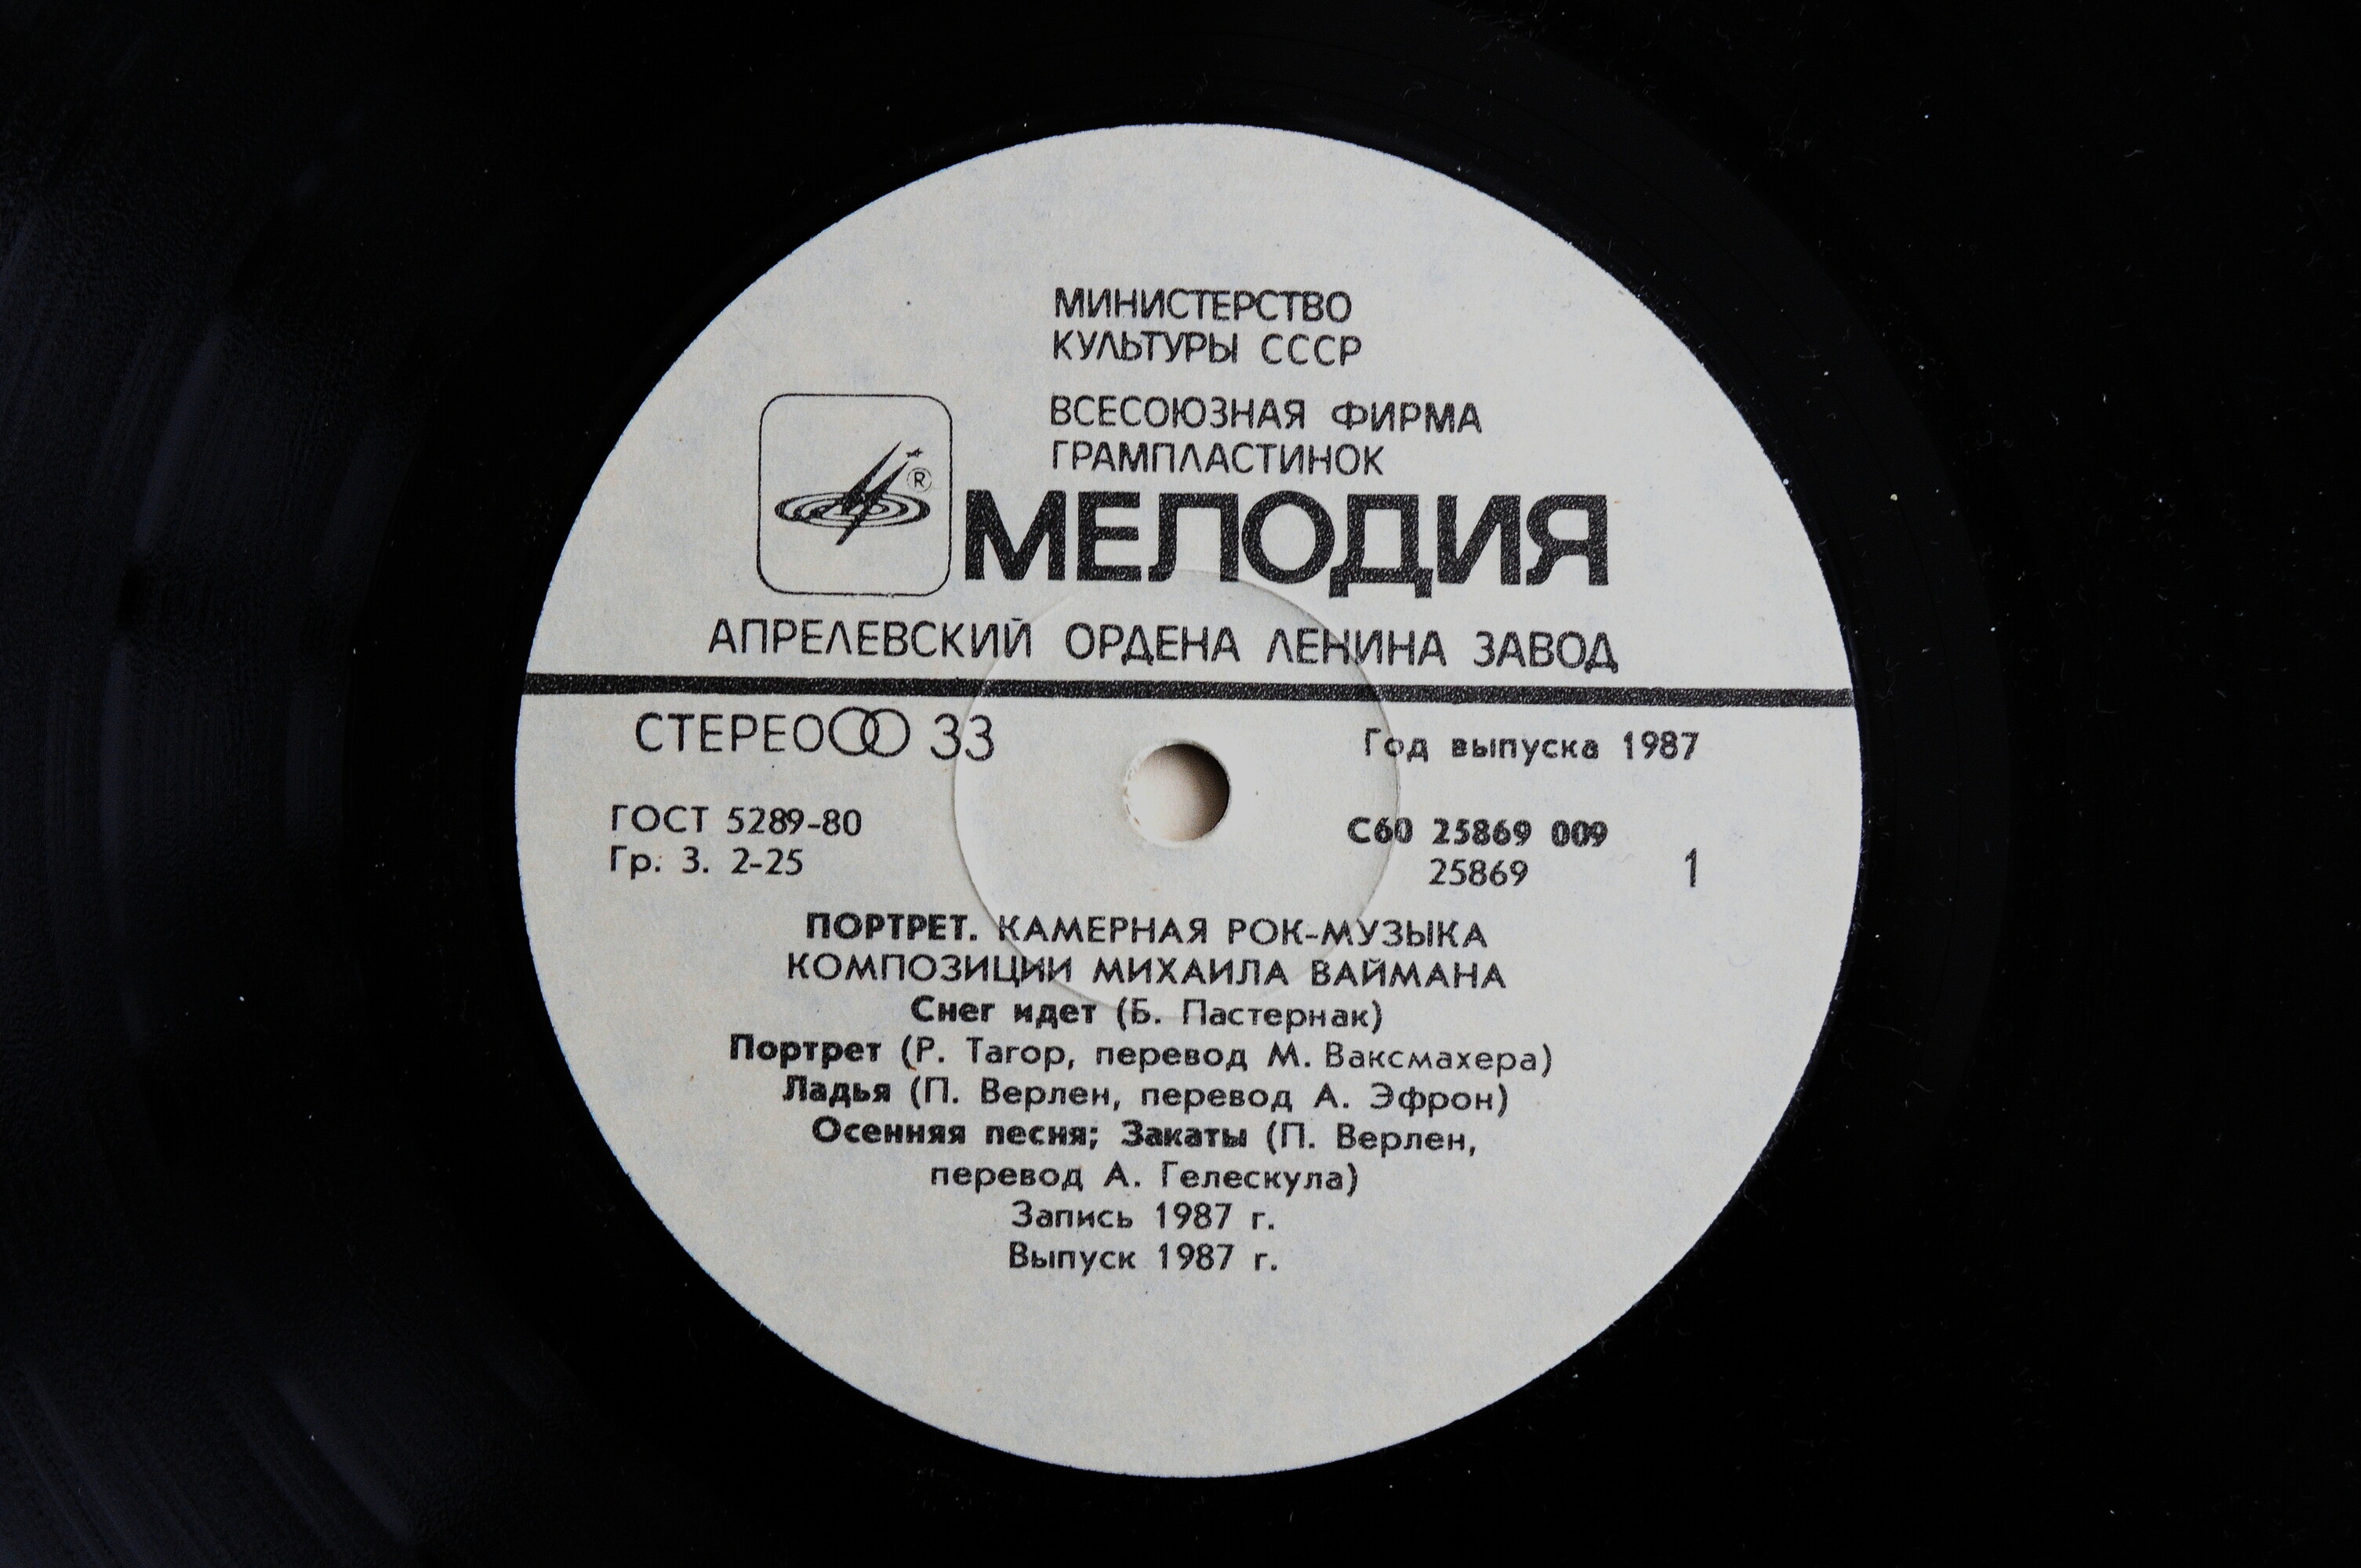 МИНИСТЕРСТВО
КУЛЬТУРЫ СССР
ВСЕСОЮЗНАЯ ФИРМА
ГРАМПЛАСТИНОК
®
МЕЛОДИЯ
АПРЕЛЕВСКИЙ ОРДЕНА ЛЕНИНА ЗАВОД
СТЕРЕО 33
Год выпуска 1987
ГОСТ 5289-80
Гр. 3. 2-25
С60 25869 009
25869
1
ПОРТРЕТ. КАМЕРНАЯ РОК-МУЗЫКА
КОМПОЗИЦИИ МИХАИЛА ВАЙМАНА
Снег идет (Б. Пастернак)
Портрет (Р. Тагор, перевод М. Ваксмахера)
Ладья (П. Верлен, перевод А. Эфрон)
Осенняя песня; Закаты (П. Верлен,
перевод А. Гелескула)
Запись 1987 г.
Выпуск 1987 г.